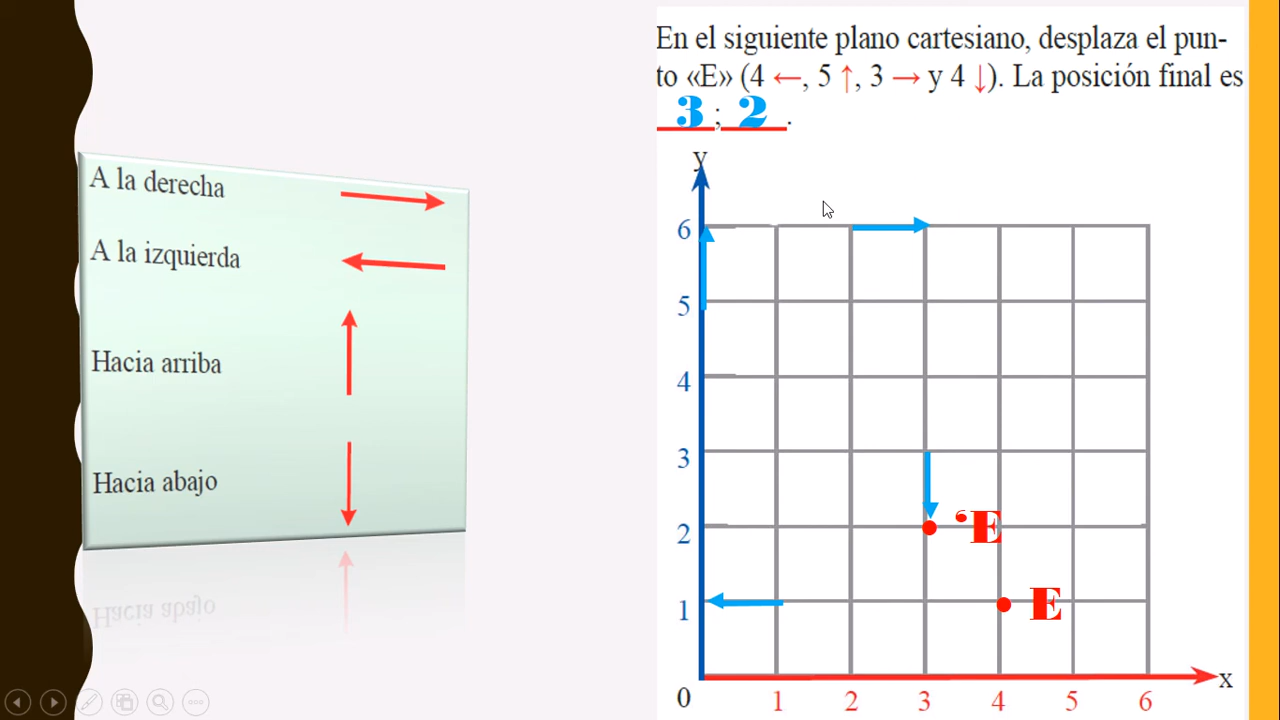 A la derecha
A la izquierda
Hacia arriba
Hacia abajo
Hacia abajo
En el siguiente plano cartesiano, desplaza el pun-
to «E» (4 ←, 5 ↑, 3 → y 4 ↓). La posición final es
3 ; 2 .
y
6
5
4
3
2
‘E
1
E
0
1 2 3 4 5 6
x